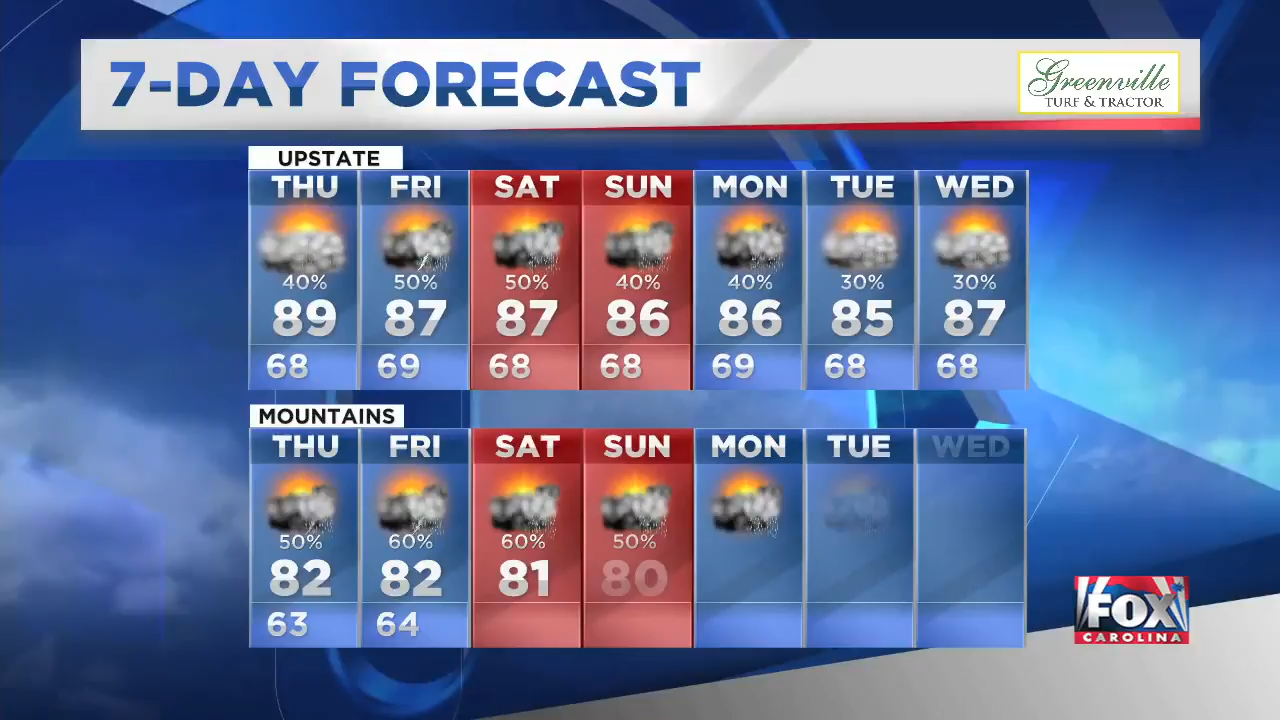 7-DAY FORECAST
Greenville
TURF & TRACTOR
UPSTATE
THU FRI SAT SUN MON TUE WED
40% 50% 50% 40% 40% 30% 30%
89 87 87 86 86 85 87
68 69 68 68 69 68 68
MOUNTAINS
THU FRI SAT SUN MON TUE WED
50% 60% 60% 50%
82 82 81 80
63 64
FOX
CAROLINA